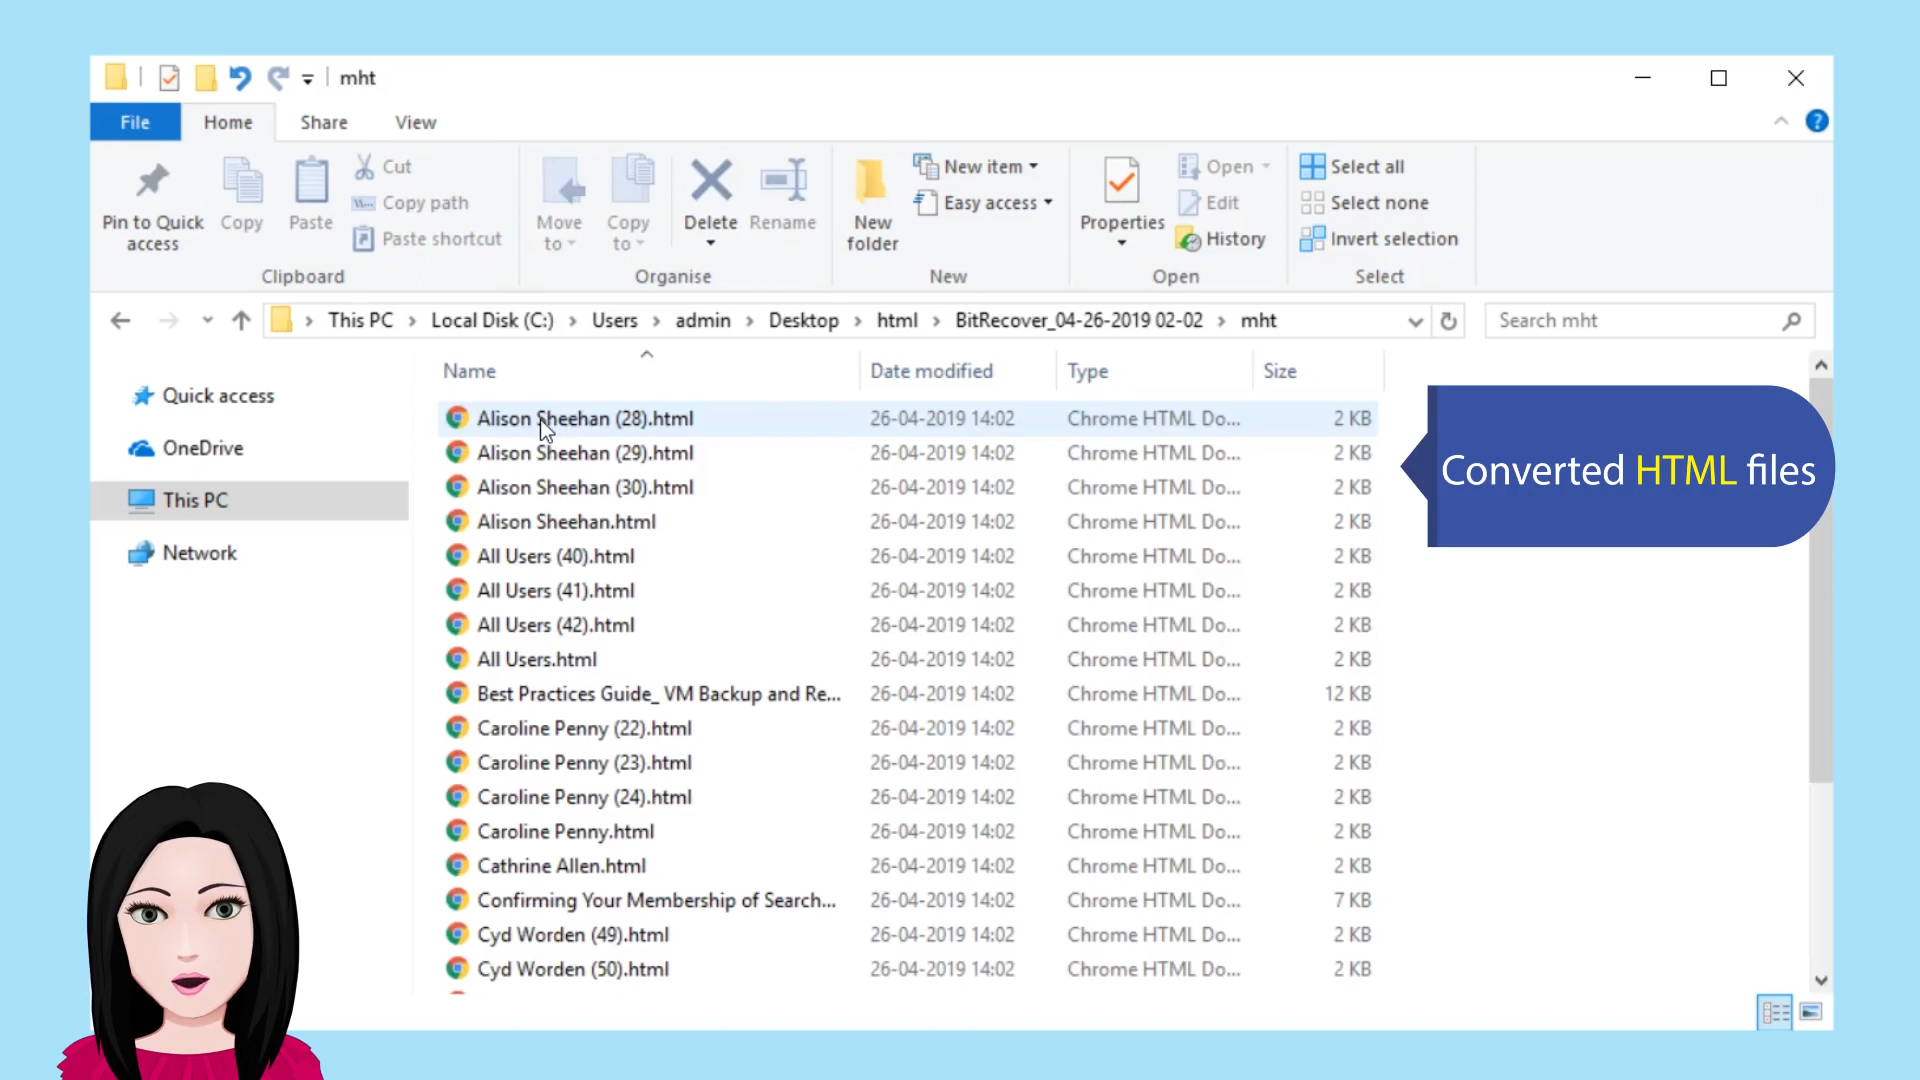 mht
File Home Share View
Pin to Quick access
Copy
Paste
Cut
Copy path
Paste shortcut
Clipboard
Move to
Copy to
Delete
Rename
Organise
New folder
New item
Easy access
New
Properties
Open
Edit
History
Open
Select all
Select none
Invert selection
Select
This PC > Local Disk (C:) > Users > admin > Desktop > html > BitRecover_04-26-2019 02-02 > mht
Search mht
Quick access
OneDrive
This PC
Network
Name Date modified Type Size
Alison Sheehan (28).html 26-04-2019 14:02 Chrome HTML Do... 2 KB
Alison Sheehan (29).html 26-04-2019 14:02 Chrome HTML Do... 2 KB
Alison Sheehan (30).html 26-04-2019 14:02 Chrome HTML Do... 2 KB
Alison Sheehan.html 26-04-2019 14:02 Chrome HTML Do... 2 KB
All Users (40).html 26-04-2019 14:02 Chrome HTML Do... 2 KB
All Users (41).html 26-04-2019 14:02 Chrome HTML Do... 2 KB
All Users (42).html 26-04-2019 14:02 Chrome HTML Do... 2 KB
All Users.html 26-04-2019 14:02 Chrome HTML Do... 2 KB
Best Practices Guide_ VM Backup and Re... 26-04-2019 14:02 Chrome HTML Do... 12 KB
Caroline Penny (22).html 26-04-2019 14:02 Chrome HTML Do... 2 KB
Caroline Penny (23).html 26-04-2019 14:02 Chrome HTML Do... 2 KB
Caroline Penny (24).html 26-04-2019 14:02 Chrome HTML Do... 2 KB
Caroline Penny.html 26-04-2019 14:02 Chrome HTML Do... 2 KB
Cathrine Allen.html 26-04-2019 14:02 Chrome HTML Do... 2 KB
Confirming Your Membership of Search... 26-04-2019 14:02 Chrome HTML Do... 7 KB
Cyd Worden (49).html 26-04-2019 14:02 Chrome HTML Do... 2 KB
Cyd Worden (50).html 26-04-2019 14:02 Chrome HTML Do... 2 KB
Converted HTML files